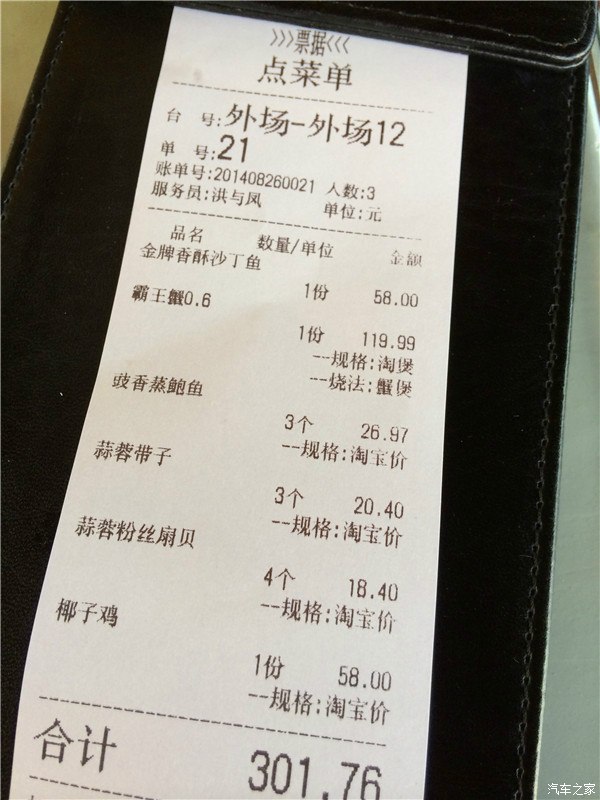 >>>票据<<<
点菜单
台 号:外场-外场12
单 号:21
账单号:201408260021 人数:3
服务员:洪与凤 单位:元
品名 数量/单位 金额
金牌香酥沙丁鱼
1份 58.00
霸王蟹0.6
1份 119.99
--规格:淘煲
--烧法:蟹煲
豉香蒸鲍鱼
3个 26.97
--规格:淘宝价
蒜蓉带子
3个 20.40
--规格:淘宝价
蒜蓉粉丝扇贝
4个 18.40
--规格:淘宝价
椰子鸡
1份 58.00
--规格:淘宝价
合计 301.76
汽车之家